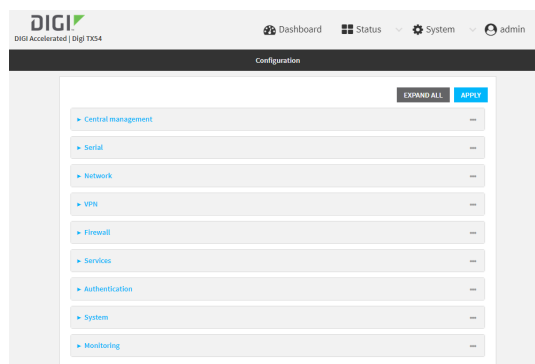 DIGI
DIGI Accelerated | Digi TX54
Dashboard Status System admin
Configuration
EXPAND ALL APPLY
Central management
Serial
Network
VPN
Firewall
Services
Authentication
System
Monitoring